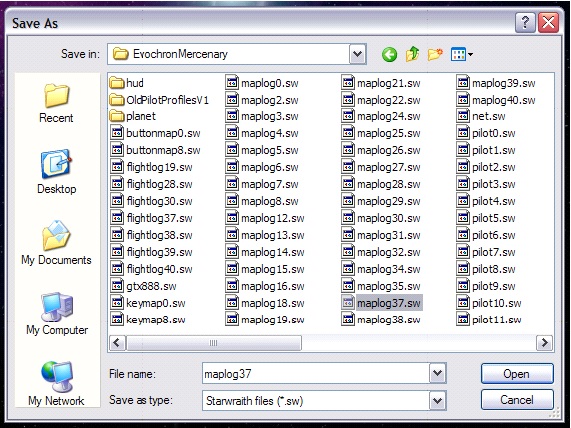 Save As
Save in:
EvochronMercenary
Recent
Desktop
My Documents
My Computer
My Network
hud
OldPilotProfilesV1
planet
buttonmap0.sw
buttonmap8.sw
flightlog19.sw
flightlog28.sw
flightlog30.sw
flightlog37.sw
flightlog38.sw
flightlog39.sw
flightlog40.sw
gtx888.sw
keymap0.sw
keymap8.sw
maplog0.sw
maplog2.sw
maplog3.sw
maplog4.sw
maplog5.sw
maplog6.sw
maplog7.sw
maplog8.sw
maplog12.sw
maplog13.sw
maplog14.sw
maplog15.sw
maplog16.sw
maplog18.sw
maplog19.sw
maplog21.sw
maplog22.sw
maplog24.sw
maplog25.sw
maplog26.sw
maplog27.sw
maplog28.sw
maplog29.sw
maplog30.sw
maplog31.sw
maplog32.sw
maplog34.sw
maplog35.sw
maplog37.sw
maplog38.sw
maplog39.sw
maplog40.sw
net.sw
pilot0.sw
pilot1.sw
pilot2.sw
pilot3.sw
pilot4.sw
pilot5.sw
pilot6.sw
pilot7.sw
pilot8.sw
pilot9.sw
pilot10.sw
pilot11.sw
File name:
maplog37
Open
Save as type:
Starwraith files (*.sw)
Cancel